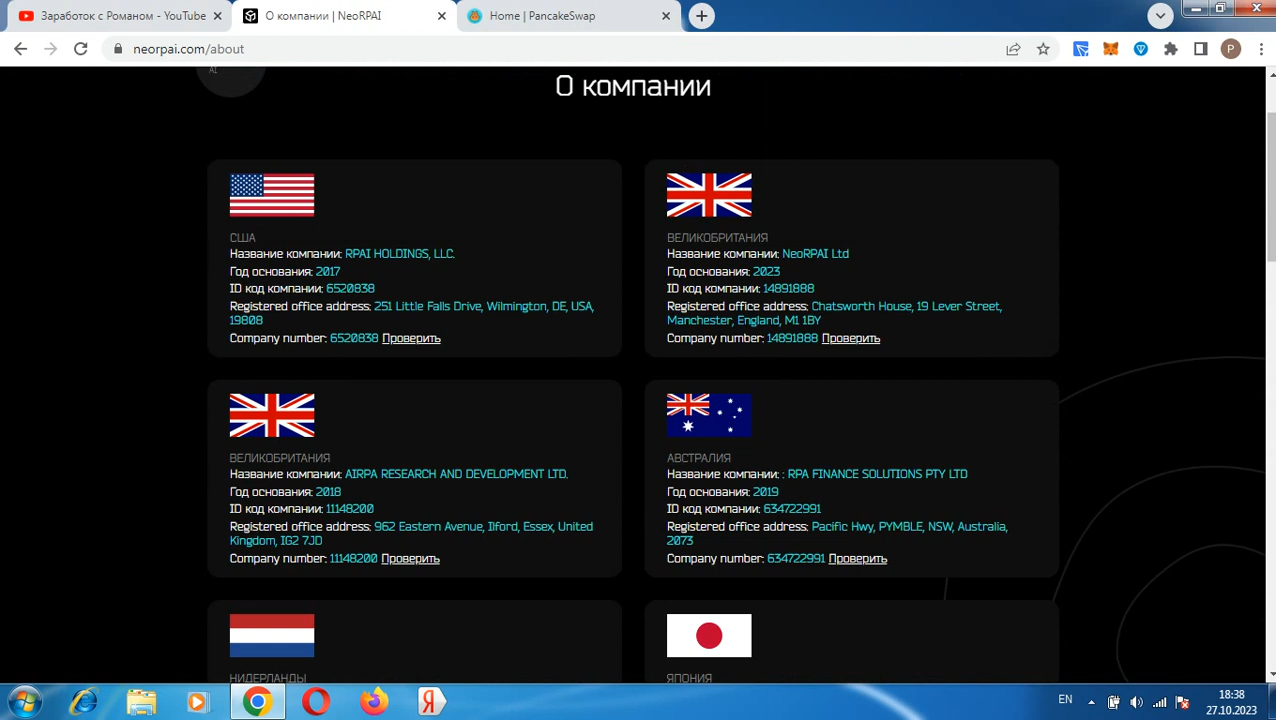 Заработок с Романом - YouTube
О компании | NeoRPAI
Home | PancakeSwap
neorpai.com/about
P
AI
О компании
США
Название компании: RPAI HOLDINGS, LLC.
Год основания: 2017
ID код компании: 6520838
Registered office address: 251 Little Falls Drive, Wilmington, DE, USA,
19808
Company number: 6520838 Проверить
ВЕЛИКОБРИТАНИЯ
Название компании: NeoRPAI Ltd
Год основания: 2023
ID код компании: 14891888
Registered office address: Chatsworth House, 19 Lever Street,
Manchester, England, M1 1BY
Company number: 14891888 Проверить
ВЕЛИКОБРИТАНИЯ
Название компании: AIRPA RESEARCH AND DEVELOPMENT LTD.
Год основания: 2018
ID код компании: 11148200
Registered office address: 962 Eastern Avenue, Ilford, Essex, United
Kingdom, IG2 7JD
Company number: 11148200 Проверить
АВСТРАЛИЯ
Название компании: : RPA FINANCE SOLUTIONS PTY LTD
Год основания: 2019
ID код компании: 634722991
Registered office address: Pacific Hwy, PYMBLE, NSW, Australia,
2073
Company number: 634722991 Проверить
НИДЕРЛАНДЫ
ЯПОНИЯ
EN
18:38
27.10.2023